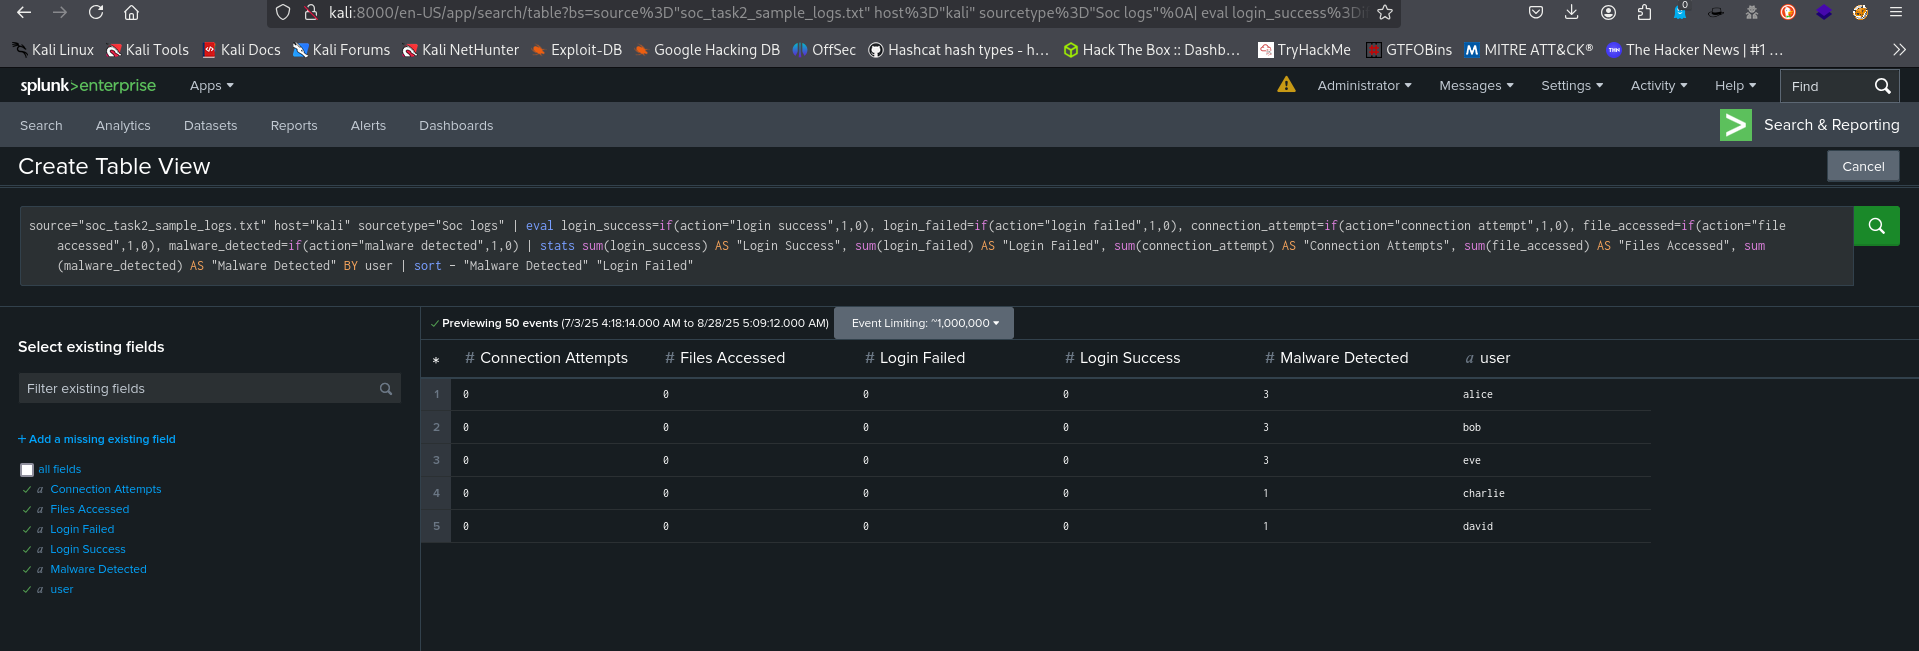 kali:8000/en-US/app/search/table?bs=source%3D"soc_task2_sample_logs.txt" host%3D"kali" sourcetype%3D"Soc logs"%0A| eval login_success%3Di
0
Kali Linux Kali Tools Kali Docs Kali Forums Kali NetHunter Exploit-DB Google Hacking DB OffSec Hashcat hash types - h… Hack The Box :: Dashb… TryHackMe GTFOBins MITRE ATT&CK® The Hacker News | #1 …
splunk>enterprise Apps Administrator Messages Settings Activity Help Find
Search Analytics Datasets Reports Alerts Dashboards Search & Reporting
Create Table View Cancel
source="soc_task2_sample_logs.txt" host="kali" sourcetype="Soc logs" | eval login_success=if(action="login success",1,0), login_failed=if(action="login failed",1,0), connection_attempt=if(action="connection attempt",1,0), file_accessed=if(action="file
accessed",1,0), malware_detected=if(action="malware detected",1,0) | stats sum(login_success) AS "Login Success", sum(login_failed) AS "Login Failed", sum(connection_attempt) AS "Connection Attempts", sum(file_accessed) AS "Files Accessed", sum
(malware_detected) AS "Malware Detected" BY user | sort - "Malware Detected" "Login Failed"
Previewing 50 events (7/3/25 4:18:14.000 AM to 8/28/25 5:09:12.000 AM) Event Limiting: ~1,000,000
Select existing fields
Filter existing fields
+ Add a missing existing field
all fields
a Connection Attempts
a Files Accessed
a Login Failed
a Login Success
a Malware Detected
a user
* # Connection Attempts # Files Accessed # Login Failed # Login Success # Malware Detected a user
1 0 0 0 0 3 alice
2 0 0 0 0 3 bob
3 0 0 0 0 3 eve
4 0 0 0 0 1 charlie
5 0 0 0 0 1 david